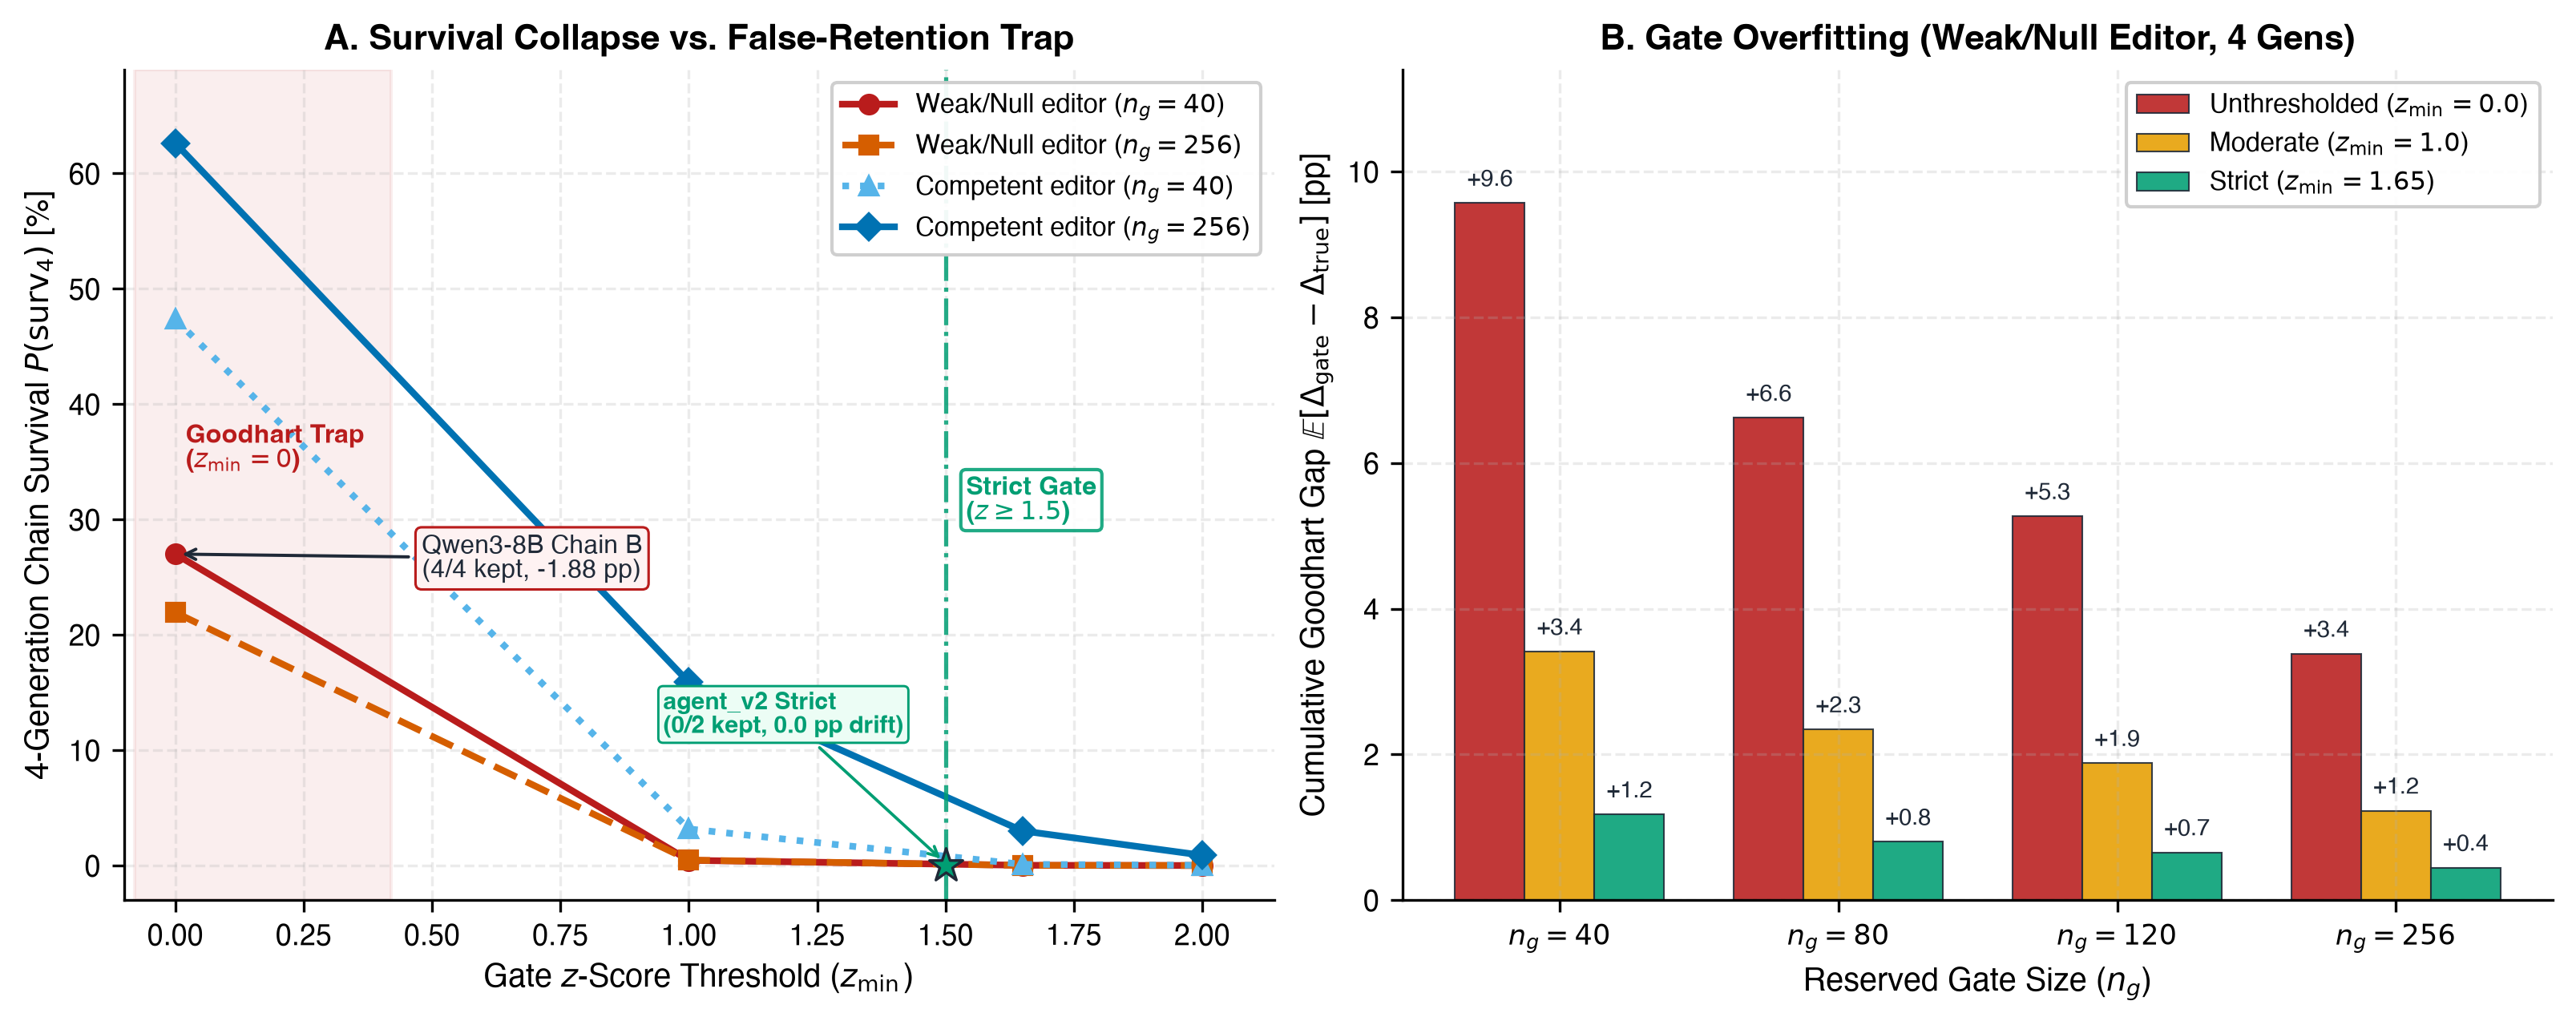 A. Survival Collapse vs. False-Retention Trap
4-Generation Chain Survival P(surv₄) [%]
60
50
40
30
20
10
0
Weak/Null editor (n_g = 40)
Weak/Null editor (n_g = 256)
Competent editor (n_g = 40)
Competent editor (n_g = 256)
Goodhart Trap
(z_min = 0)
Strict Gate
(z ≥ 1.5)
Qwen3-8B Chain B
(4/4 kept, -1.88 pp)
agent_v2 Strict
(0/2 kept, 0.0 pp drift)
0.00 0.25 0.50 0.75 1.00 1.25 1.50 1.75 2.00
Gate z-Score Threshold (z_min)
B. Gate Overfitting (Weak/Null Editor, 4 Gens)
Cumulative Goodhart Gap 𝔼[Δ_gate − Δ_true] [pp]
10
8
6
4
2
0
Unthresholded (z_min = 0.0)
Moderate (z_min = 1.0)
Strict (z_min = 1.65)
+9.6
+3.4
+1.2
+6.6
+2.3
+0.8
+5.3
+1.9
+0.7
+3.4
+1.2
+0.4
n_g = 40 n_g = 80 n_g = 120 n_g = 256
Reserved Gate Size (n_g)